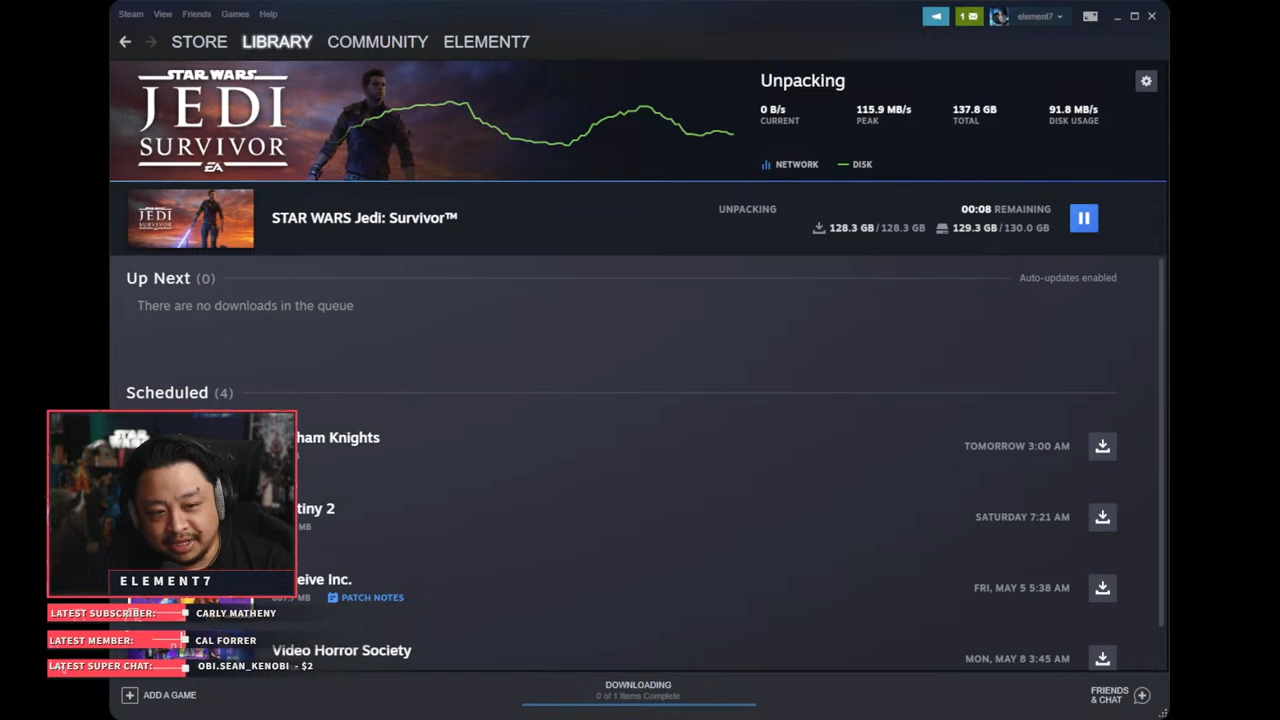 Steam View Friends Games Help
1
element7
STORE LIBRARY COMMUNITY ELEMENT7
STAR WARS
JEDI
SURVIVOR
EA
Unpacking
0 B/s 115.9 MB/s 137.8 GB 91.8 MB/s
CURRENT PEAK TOTAL DISK USAGE
NETWORK DISK
JEDI
SURVIVOR
STAR WARS Jedi: Survivor™
UNPACKING
00:08 REMAINING
128.3 GB / 128.3 GB 129.3 GB / 130.0 GB
Up Next (0)
Auto-updates enabled
There are no downloads in the queue
Scheduled (4)
ham Knights
TOMORROW 3:00 AM
tiny 2
MB
SATURDAY 7:21 AM
eive Inc.
PATCH NOTES
FRI, MAY 5 5:38 AM
Video Horror Society
MON, MAY 8 3:45 AM
STAR
ELEMENT7
LATEST SUBSCRIBER: CARLY MATHENY
LATEST MEMBER: CAL FORRER
LATEST SUPER CHAT: OBI.SEAN_KENOBI - $2
ADD A GAME
DOWNLOADING
0 of 1 Items Complete
FRIENDS
& CHAT